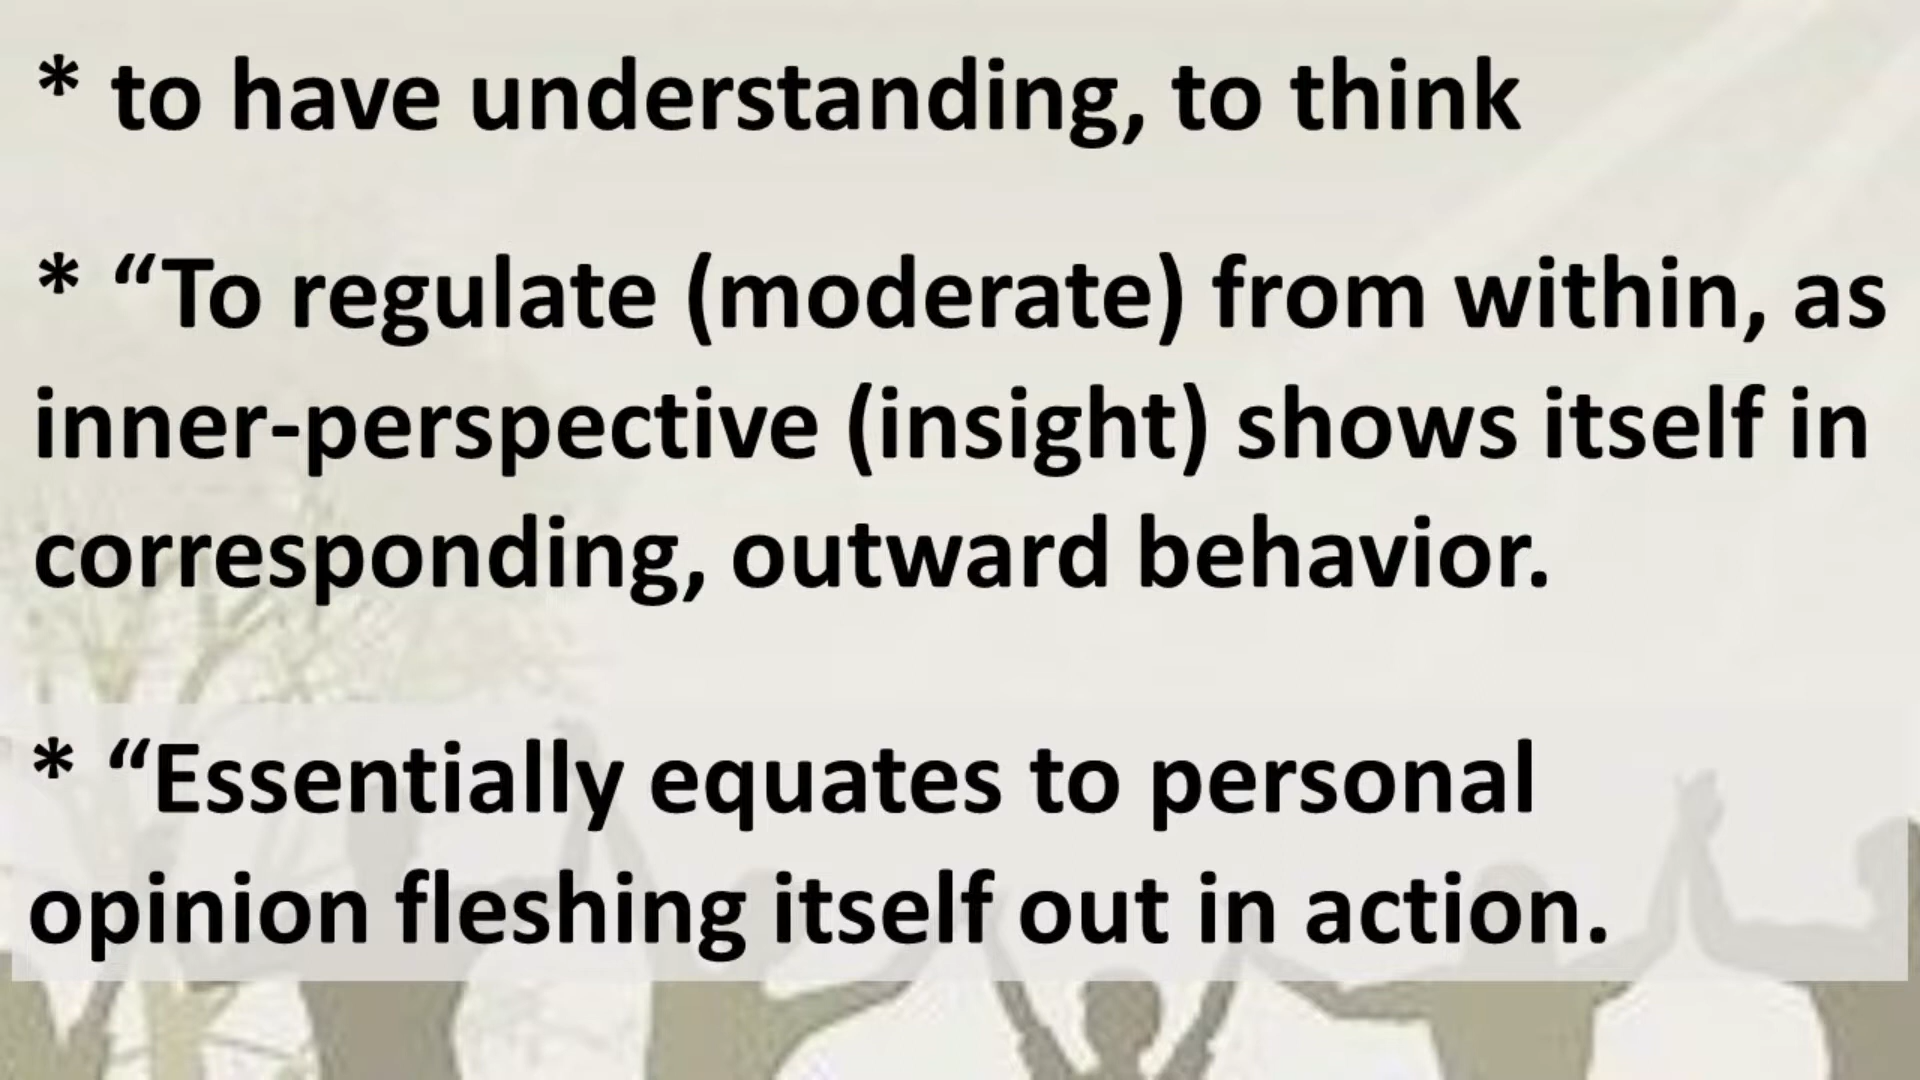 * to have understanding, to think
* “To regulate (moderate) from within, as
inner-perspective (insight) shows itself in
corresponding, outward behavior.
* “Essentially equates to personal
opinion fleshing itself out in action.